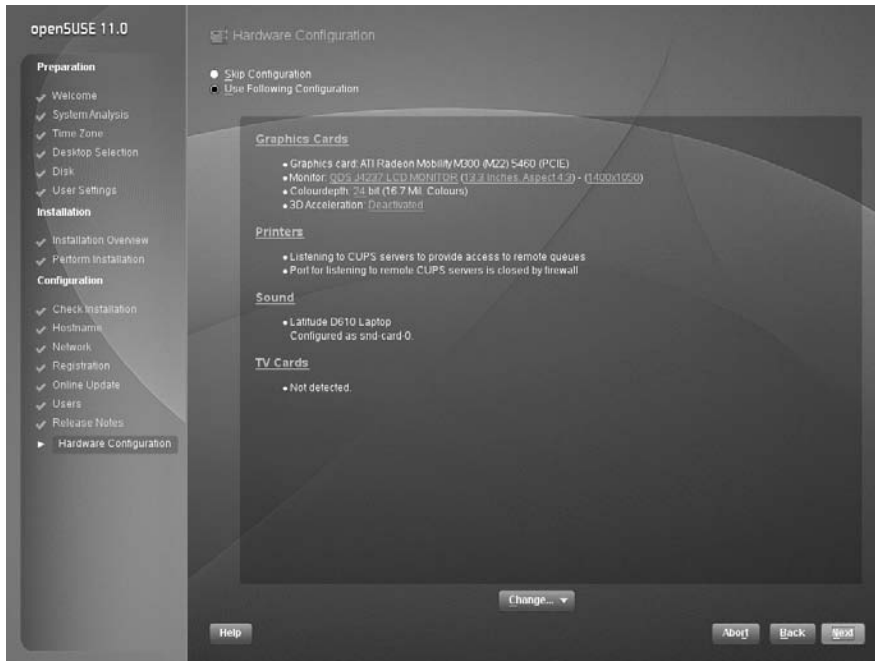 openSUSE 11.0
Preparation
Welcome
System Analysis
Time Zone
Desktop Selection
Disk
User Settings
Installation
Installation Overview
Perform Installation
Configuration
Check Installation
Hostname
Network
Registration
Online Update
Users
Release Notes
Hardware Configuration
Hardware Configuration
Skip Configuration
Use Following Configuration
Graphics Cards
Graphics card: ATI Radeon Mobility M300 (M22) 5460 (PCIE)
Monitor: QDS J4237 LCD MONITOR (13.3 Inches, Aspect 4:3) - (1400x1050)
Colourdepth: 24 bit (16.7 Mil. Colours)
3D Acceleration: Deactivated
Printers
Listening to CUPS servers to provide access to remote queues
Port for listening to remote CUPS servers is closed by firewall
Sound
Latitude D610 Laptop
Configured as snd-card-0.
TV Cards
Not detected.
Change...
Help Abort Back Next